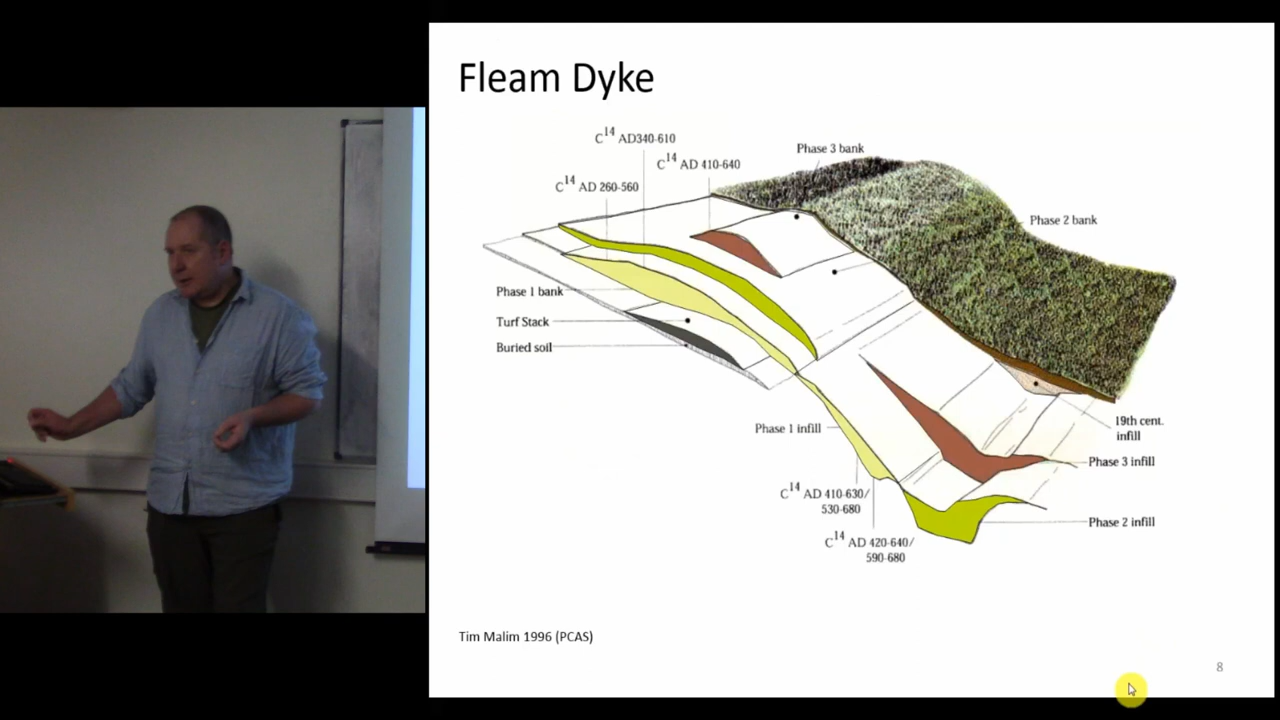 Fleam Dyke
C14 AD340-610
C14 AD 410-640
C14 AD 260-560
Phase 3 bank
Phase 2 bank
Phase 1 bank
Turf Stack
Buried soil
Phase 1 infill
19th cent.
infill
Phase 3 infill
C14 AD 410-630/
530-680
Phase 2 infill
C14 AD 420-640/
590-680
Tim Malim 1996 (PCAS)
8